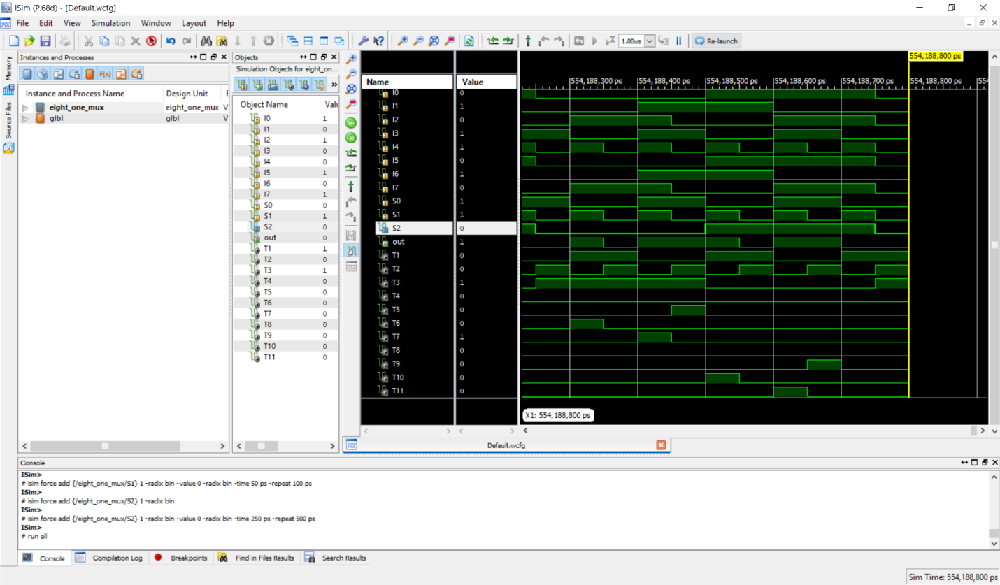 ISim (P.68d) - [Default.wcfg]
File Edit View Simulation Window Layout Help
1.00us Re-launch
Memory
Source Files
Instances and Processes
Instance and Process Name Design Unit
eight_one_mux eight_one_mux V
glbl glbl V
Objects
Simulation Objects for eight_on...
Object Name Valu
I0 1
I1 0
I2 1
I3 0
I4 0
I5 1
I6 0
I7 1
S0 0
S1 1
S2 0
out 0
T1 1
T2 0
T3 1
T4 0
T5 0
T6 0
T7 0
T8 0
T9 0
T10 0
T11 0
Name Value
I0 0
I1 1
I2 0
I3 1
I4 1
I5 0
I6 1
I7 0
S0 1
S1 1
S2 0
out 1
T1 0
T2 0
T3 1
T4 0
T5 0
T6 0
T7 1
T8 0
T9 0
T10 0
T11 0
554,188,800 ps
554,188,300 ps 554,188,400 ps 554,188,500 ps 554,188,600 ps 554,188,700 ps 554,188,800 ps 554
X1: 554,188,800 ps
Default.wcfg
Console
ISim>
# isim force add {/eight_one_mux/S1} 1 -radix bin -value 0 -radix bin -time 50 ps -repeat 100 ps
ISim>
# isim force add {/eight_one_mux/S2} 1 -radix bin
ISim>
# isim force add {/eight_one_mux/S2} 1 -radix bin -value 0 -radix bin -time 250 ps -repeat 500 ps
ISim>
# run all
Console Compilation Log Breakpoints Find in Files Results Search Results
Sim Time: 554,188,800 ps